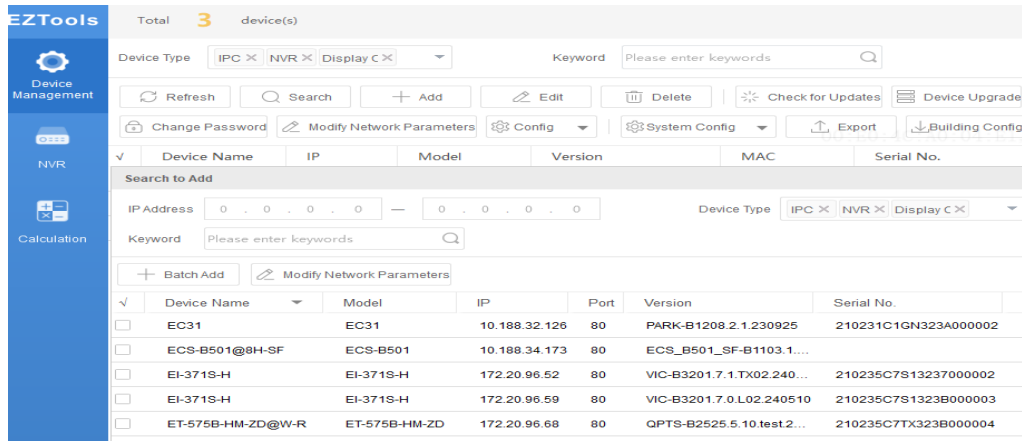 EZTools
Total 3 device(s)
Device Management
Device Type IPC NVR Display C
Keyword Please enter keywords
Refresh Search Add Edit Delete Check for Updates Device Upgrade
Change Password Modify Network Parameters Config System Config Export Building Config
NVR
√ Device Name IP Model Version MAC Serial No.
Search to Add
IP Address 0 . 0 . 0 . 0 — 0 . 0 . 0 . 0 Device Type IPC NVR Display C
Calculation
Keyword Please enter keywords
Batch Add Modify Network Parameters
√ Device Name Model IP Port Version Serial No.
EC31 EC31 10.188.32.126 80 PARK-B1208.2.1.230925 210231C1GN323A000002
ECS-B501@8H-SF ECS-B501 10.188.34.173 80 ECS_B501_SF-B1103.1....
EI-371S-H EI-371S-H 172.20.96.52 80 VIC-B3201.7.1.TX02.240... 210235C7S13237000002
EI-371S-H EI-371S-H 172.20.96.59 80 VIC-B3201.7.0.L02.240510 210235C7S1323B000003
ET-575B-HM-ZD@W-R ET-575B-HM-ZD 172.20.96.68 80 QPTS-B2525.5.10.test.2... 210235C7TX323B000004